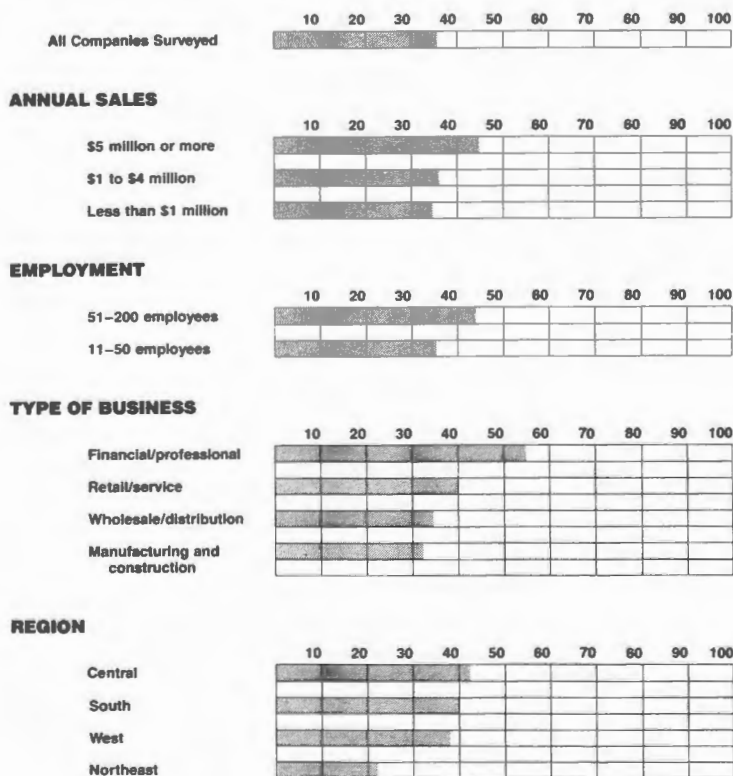 10 20 30 40 50 60 70 80 90 100
All Companies Surveyed
ANNUAL SALES
10 20 30 40 50 60 70 80 90 100
$5 million or more
$1 to $4 million
Less than $1 million
EMPLOYMENT
10 20 30 40 50 60 70 80 90 100
51–200 employees
11–50 employees
TYPE OF BUSINESS
10 20 30 40 50 60 70 80 90 100
Financial/professional
Retail/service
Wholesale/distribution
Manufacturing and
construction
REGION
10 20 30 40 50 60 70 80 90 100
Central
South
West
Northeast